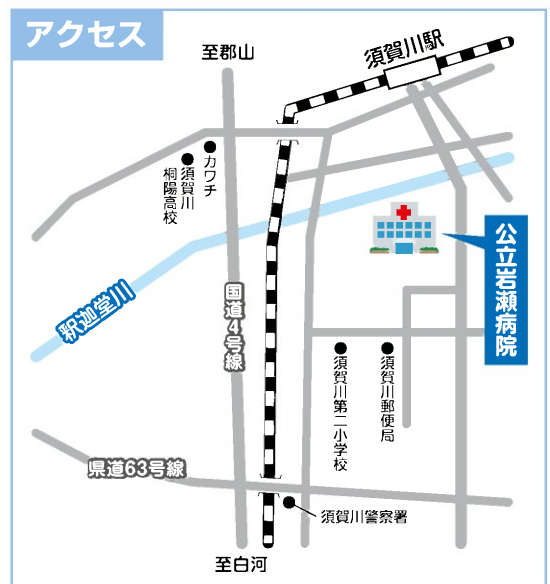 アクセス
至郡山
須賀川駅
カワチ
須賀川
桐陽高校
公立岩瀬病院
釈迦堂川
国道4号線
須賀川第二小学校
須賀川郵便局
県道63号線
須賀川警察署
至白河